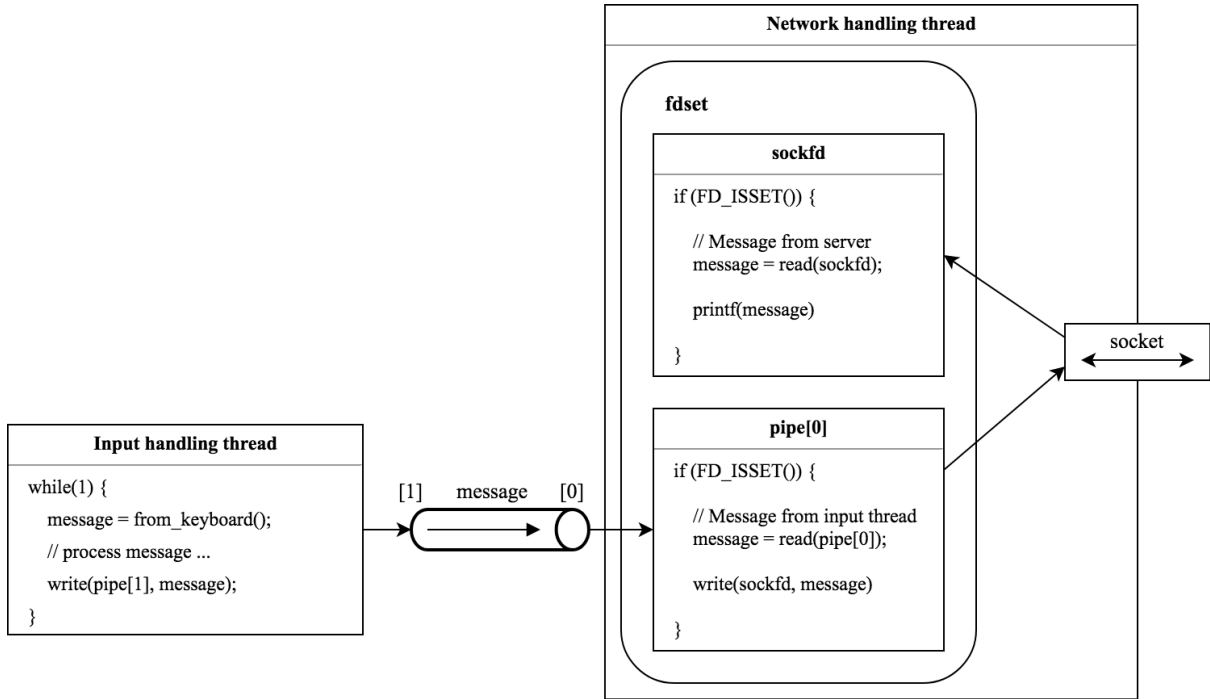 Network handling thread
fdset
sockfd
if (FD_ISSET()) {
// Message from server
message = read(sockfd);
printf(message)
}
socket
pipe[0]
if (FD_ISSET()) {
// Message from input thread
message = read(pipe[0]);
write(sockfd, message)
}
Input handling thread
while(1) {
message = from_keyboard();
// process message ...
write(pipe[1], message);
}
[1] message [0]